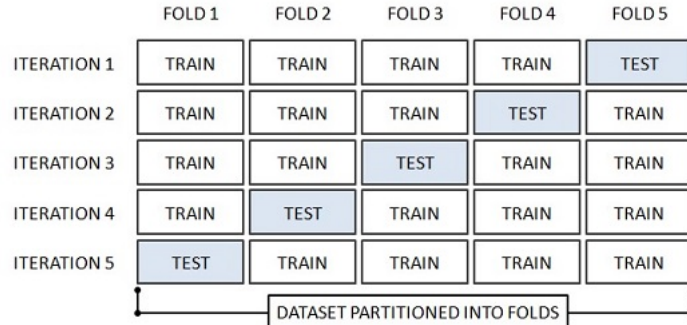 FOLD 1 FOLD 2 FOLD 3 FOLD 4 FOLD 5
ITERATION 1 TRAIN TRAIN TRAIN TRAIN TEST
ITERATION 2 TRAIN TRAIN TRAIN TEST TRAIN
ITERATION 3 TRAIN TRAIN TEST TRAIN TRAIN
ITERATION 4 TRAIN TEST TRAIN TRAIN TRAIN
ITERATION 5 TEST TRAIN TRAIN TRAIN TRAIN
DATASET PARTITIONED INTO FOLDS